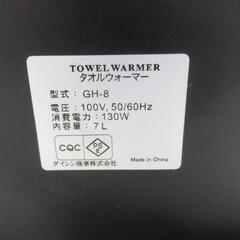 TOWEL WARMER
タオルウォーマー
型式： GH-8
電圧：100V, 50/60Hz
消費電力：130W
内容量：7L
CQC PS E
ダイシン商事株式会社 Made in China